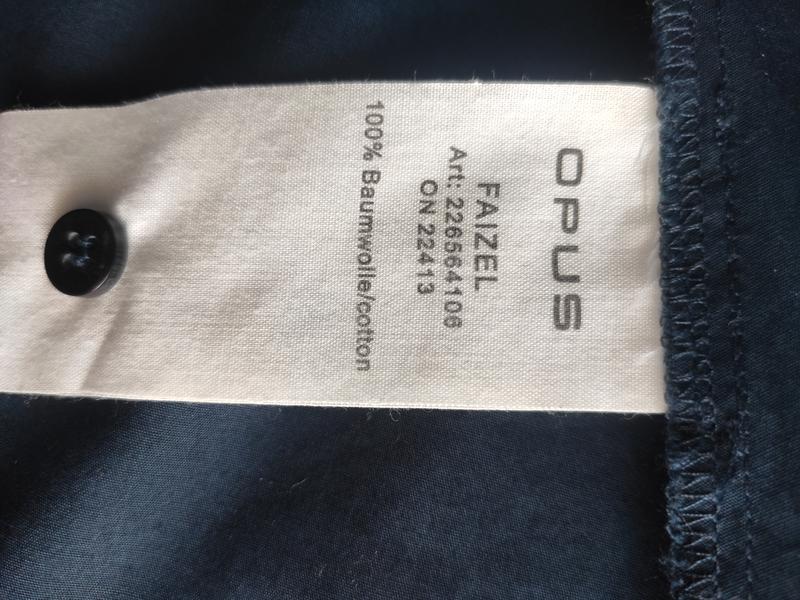 OPUS
FAIZEL
Art: 226564106
ON 22413
100% Baumwolle/cotton